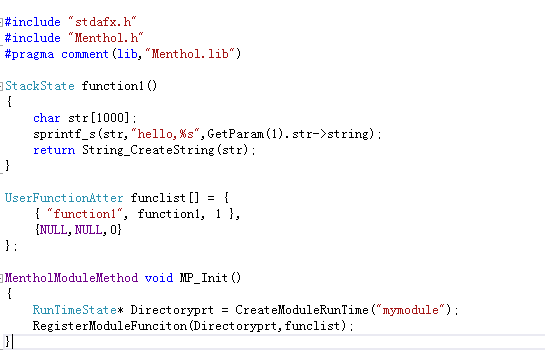 #include "stdafx.h"
#include "Menthol.h"
#pragma comment(lib,"Menthol.lib")
StackState function1()
{
char str[1000];
sprintf_s(str,"hello,%s",GetParam(1).str->string);
return String_CreateString(str);
}
UserFunctionAtter funclist[] = {
{ "function1", function1, 1 },
{NULL,NULL,0}
};
MentholModuleMethod void MP_Init()
{
RunTimeState* Directoryprt = CreateModuleRunTime("mymodule");
RegisterModuleFunciton(Directoryprt,funclist);
}